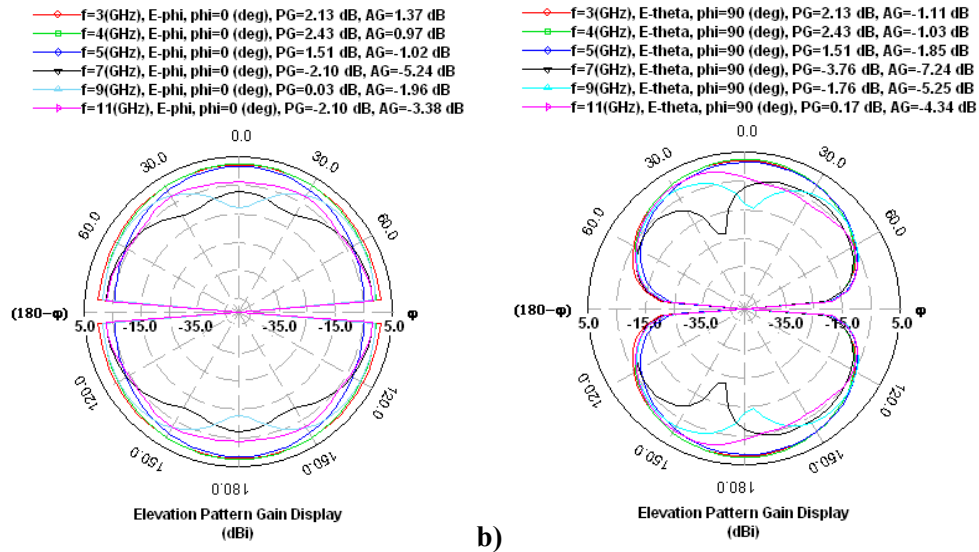 f=3(GHz), E-phi, phi=0 (deg), PG=2.13 dB, AG=1.37 dB
f=4(GHz), E-phi, phi=0 (deg), PG=2.43 dB, AG=0.97 dB
f=5(GHz), E-phi, phi=0 (deg), PG=1.51 dB, AG=-1.02 dB
f=7(GHz), E-phi, phi=0 (deg), PG=-2.10 dB, AG=-5.24 dB
f=9(GHz), E-phi, phi=0 (deg), PG=0.03 dB, AG=-1.96 dB
f=11(GHz), E-phi, phi=0 (deg), PG=-2.10 dB, AG=-3.38 dB
0.0
30.0 30.0
60.0 60.0
(180-φ) φ
5.0 -15.0 -35.0 -15.0 5.0
120.0 120.0
150.0 150.0
180.0
Elevation Pattern Gain Display
(dBi)
b)
f=3(GHz), E-theta, phi=90 (deg), PG=2.13 dB, AG=-1.11 dB
f=4(GHz), E-theta, phi=90 (deg), PG=2.43 dB, AG=-1.03 dB
f=5(GHz), E-theta, phi=90 (deg), PG=1.51 dB, AG=-1.85 dB
f=7(GHz), E-theta, phi=90 (deg), PG=-3.76 dB, AG=-7.24 dB
f=9(GHz), E-theta, phi=90 (deg), PG=-1.76 dB, AG=-5.25 dB
f=11(GHz), E-theta, phi=90 (deg), PG=0.17 dB, AG=-4.34 dB
0.0
30.0 30.0
60.0 60.0
(180-φ) φ
5.0 -15.0 -35.0 -15.0 5.0
120.0 120.0
150.0 150.0
180.0
Elevation Pattern Gain Display
(dBi)